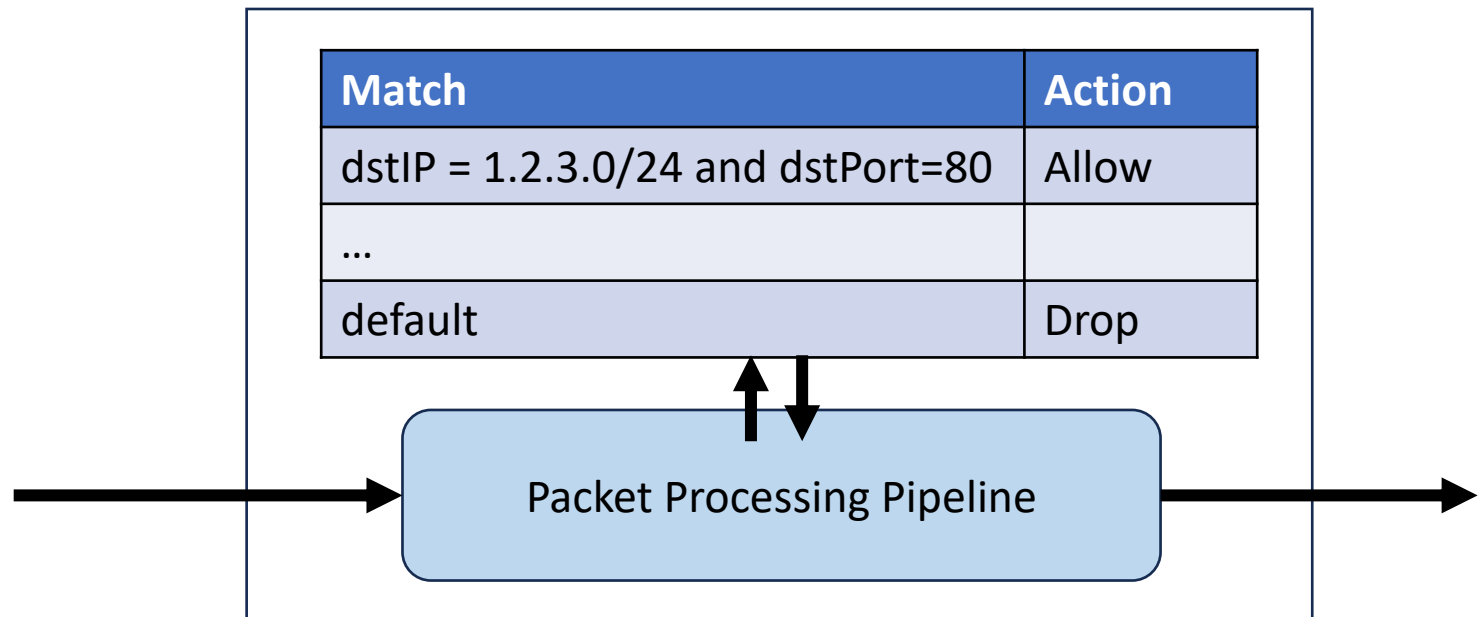 Match Action
dstIP = 1.2.3.0/24 and dstPort=80 Allow
…
default Drop
Packet Processing Pipeline